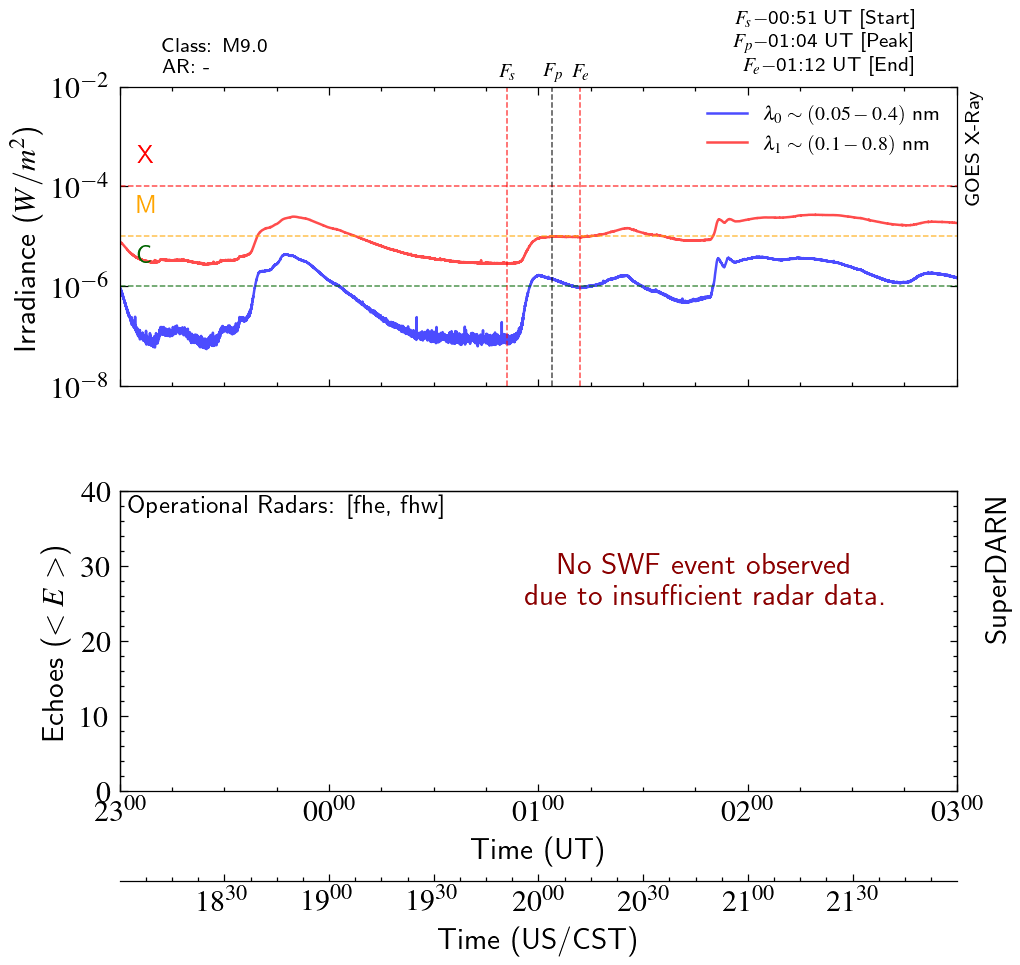 Class: M9.0
AR: -
Fₛ−00:51 UT [Start]
Fₚ−01:04 UT [Peak]
Fₑ−01:12 UT [End]
Fₛ Fₚ Fₑ
10⁻²
10⁻⁴
10⁻⁶
10⁻⁸
Irradiance (W/m²)
X
M
C
λ₀ ∼ (0.05 − 0.4) nm
λ₁ ∼ (0.1 − 0.8) nm
GOES X-Ray
Operational Radars: [fhe, fhw]
No SWF event observed
due to insufficient radar data.
40
30
20
10
0
Echoes (< E >)
SuperDARN
23⁰⁰ 00⁰⁰ 01⁰⁰ 02⁰⁰ 03⁰⁰
Time (UT)
18³⁰ 19⁰⁰ 19³⁰ 20⁰⁰ 20³⁰ 21⁰⁰ 21³⁰
Time (US/CST)